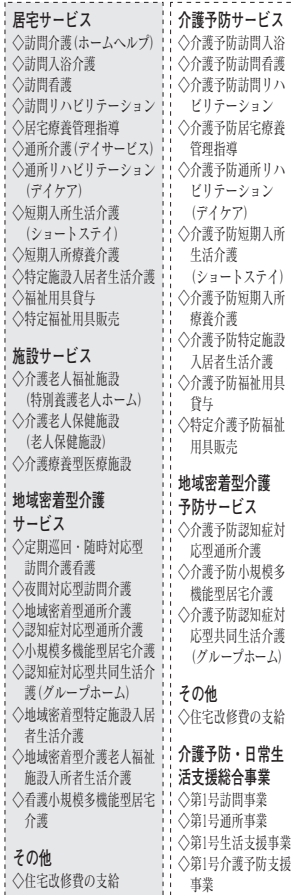 居宅サービス
◇訪問介護(ホームヘルプ)
◇訪問入浴介護
◇訪問看護
◇訪問リハビリテーション
◇居宅療養管理指導
◇通所介護(デイサービス)
◇通所リハビリテーション
(デイケア)
◇短期入所生活介護
(ショートステイ)
◇短期入所療養介護
◇特定施設入居者生活介護
◇福祉用具貸与
◇特定福祉用具販売
施設サービス
◇介護老人福祉施設
(特別養護老人ホーム)
◇介護老人保健施設
(老人保健施設)
◇介護療養型医療施設
地域密着型介護
サービス
◇定期巡回・随時対応型
訪問介護看護
◇夜間対応型訪問介護
◇地域密着型通所介護
◇認知症対応型通所介護
◇小規模多機能型居宅介護
◇認知症対応型共同生活介
護(グループホーム)
◇地域密着型特定施設入居
者生活介護
◇地域密着型介護老人福祉
施設入所者生活介護
◇看護小規模多機能型居宅
介護
その他
◇住宅改修費の支給
介護予防サービス
◇介護予防訪問入浴
◇介護予防訪問看護
◇介護予防訪問リハ
ビリテーション
◇介護予防居宅療養
管理指導
◇介護予防通所リハ
ビリテーション
(デイケア)
◇介護予防短期入所
生活介護
(ショートステイ)
◇介護予防短期入所
療養介護
◇介護予防特定施設
入居者生活介護
◇介護予防福祉用具
貸与
◇特定介護予防福祉
用具販売
地域密着型介護
予防サービス
◇介護予防認知症対
応型通所介護
◇介護予防小規模多
機能型居宅介護
◇介護予防認知症対
応型共同生活介護
(グループホーム)
その他
◇住宅改修費の支給
介護予防・日常生
活支援総合事業
◇第1号訪問事業
◇第1号通所事業
◇第1号生活支援事業
◇第1号介護予防支援
事業